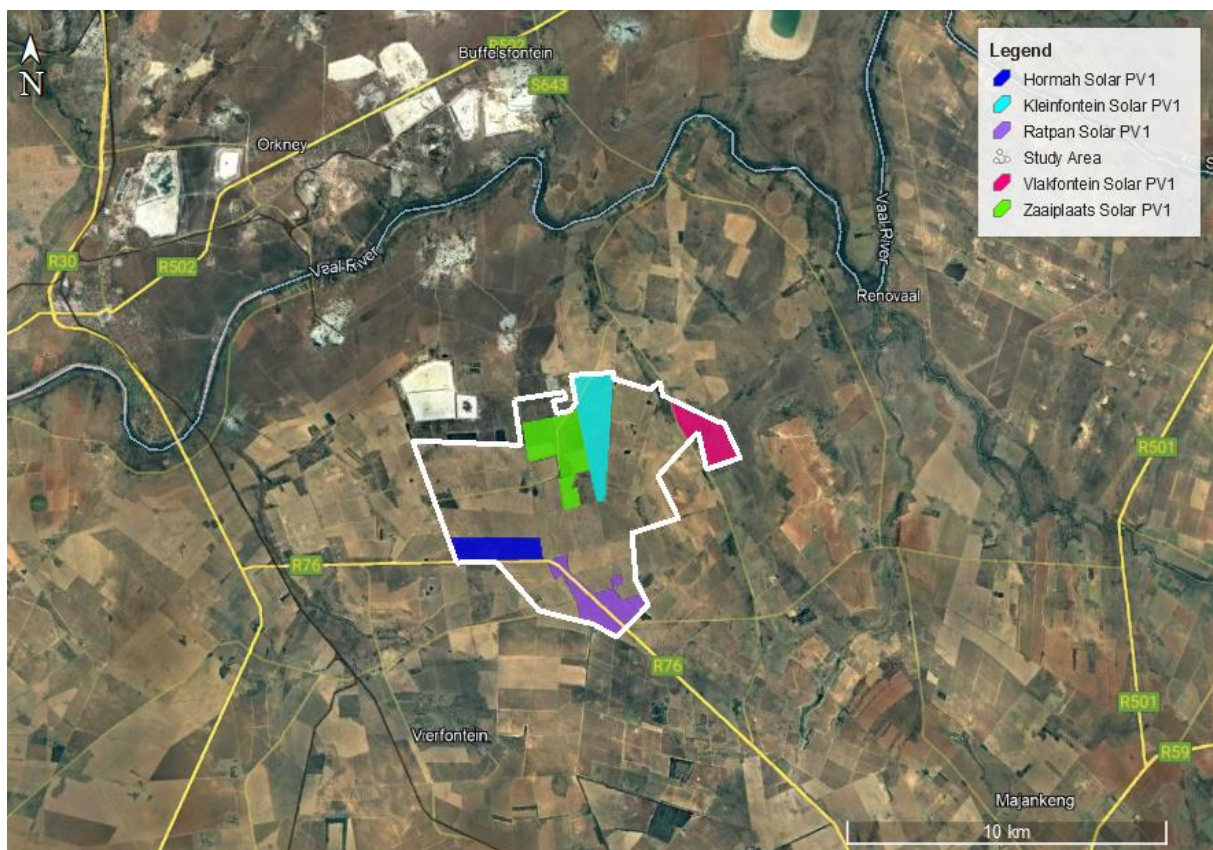 N
R502
Buffelsfontein
S643
Orkney
R30
R502
Vaal River
Vaal River
Renovaal
Legend
Hormah Solar PV1
Kleinfontein Solar PV1
Ratpan Solar PV1
Study Area
Vlakfontein Solar PV1
Zaaiplaats Solar PV1
S
R501
R76
R76
R501
Vierfontein
R59
Majankeng
10 km